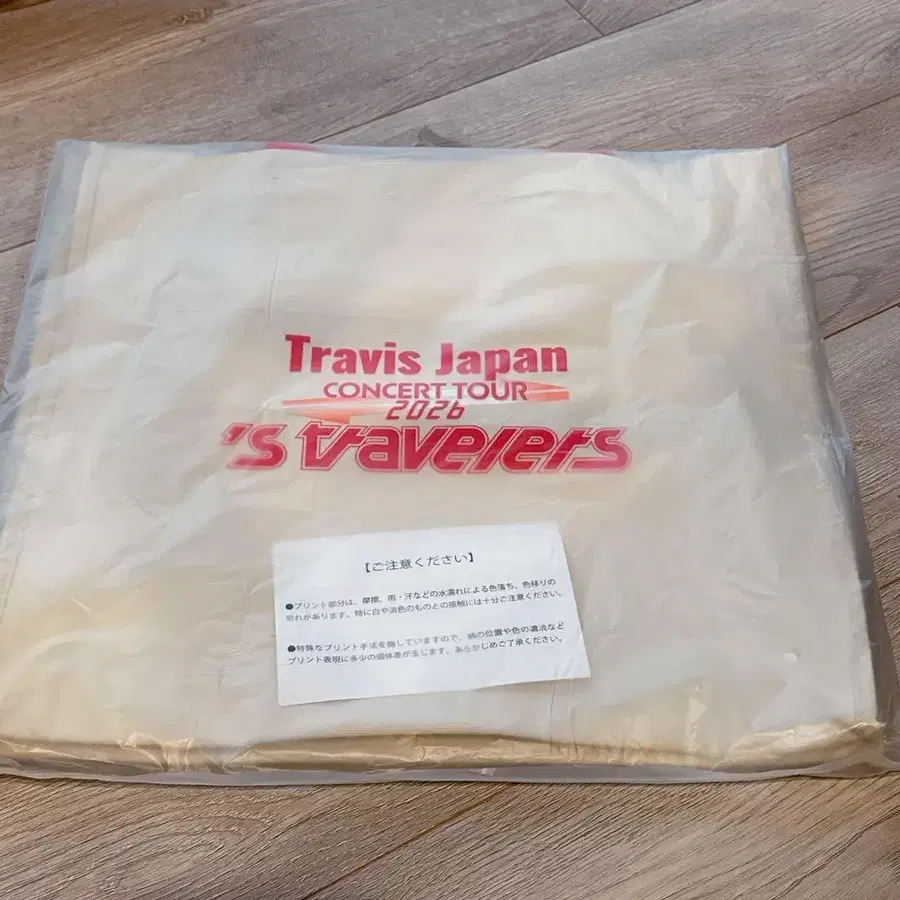 Travis Japan
CONCERT TOUR
2026
'S travelers
【ご注意ください】
●プリント部分は、摩擦、雨・汗などの水濡れによる色落ち、色移りの
恐れがあります。特に白や淡色のものとの接触には十分ご注意ください。
●特殊なプリント手法を施していますので、柄の位置や色の濃淡など
プリント表現に多少の個体差が生じます。あらかじめご了承ください。